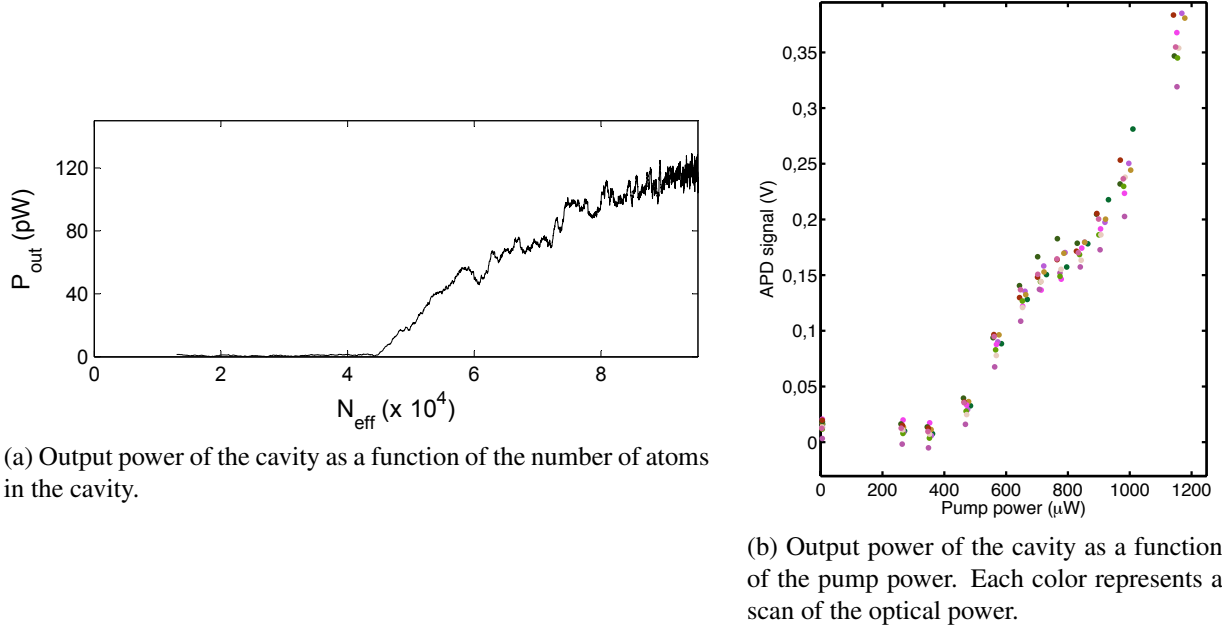 120
80
40
0
P_out (pW)
0
2
4
6
8
N_eff (x 10^4)
(a) Output power of the cavity as a function of the number of atoms
in the cavity.
0,35
0,3
0,25
0,2
0,15
0,1
0,05
0
APD signal (V)
0
200
400
600
800
1000
1200
Pump power (μW)
(b) Output power of the cavity as a function
of the pump power. Each color represents a
scan of the optical power.